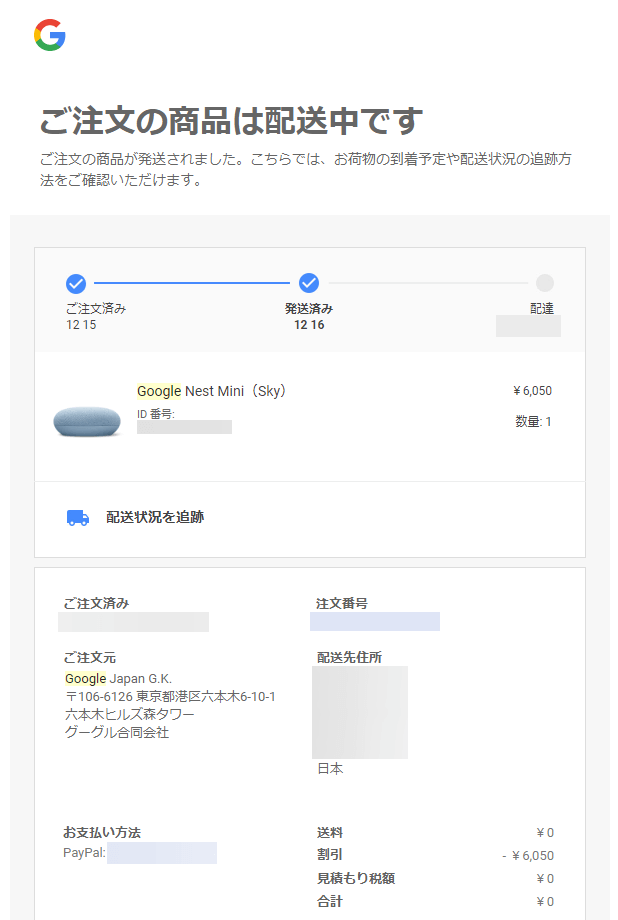 ご注文の商品は配送中です
ご注文の商品が発送されました。こちらでは、お荷物の到着予定や配送状況の追跡方
法をご確認いただけます。
ご注文済み
12 15
発送済み
12 16
配達
Google Nest Mini（Sky）
¥ 6,050
ID 番号:
数量: 1
配送状況を追跡
ご注文済み
注文番号
ご注文元
Google Japan G.K.
〒106-6126 東京都港区六本木6-10-1
六本木ヒルズ森タワー
グーグル合同会社
配送先住所
日本
お支払い方法
PayPal:
送料 ¥ 0
割引 - ¥ 6,050
見積もり税額 ¥ 0
合計 ¥ 0